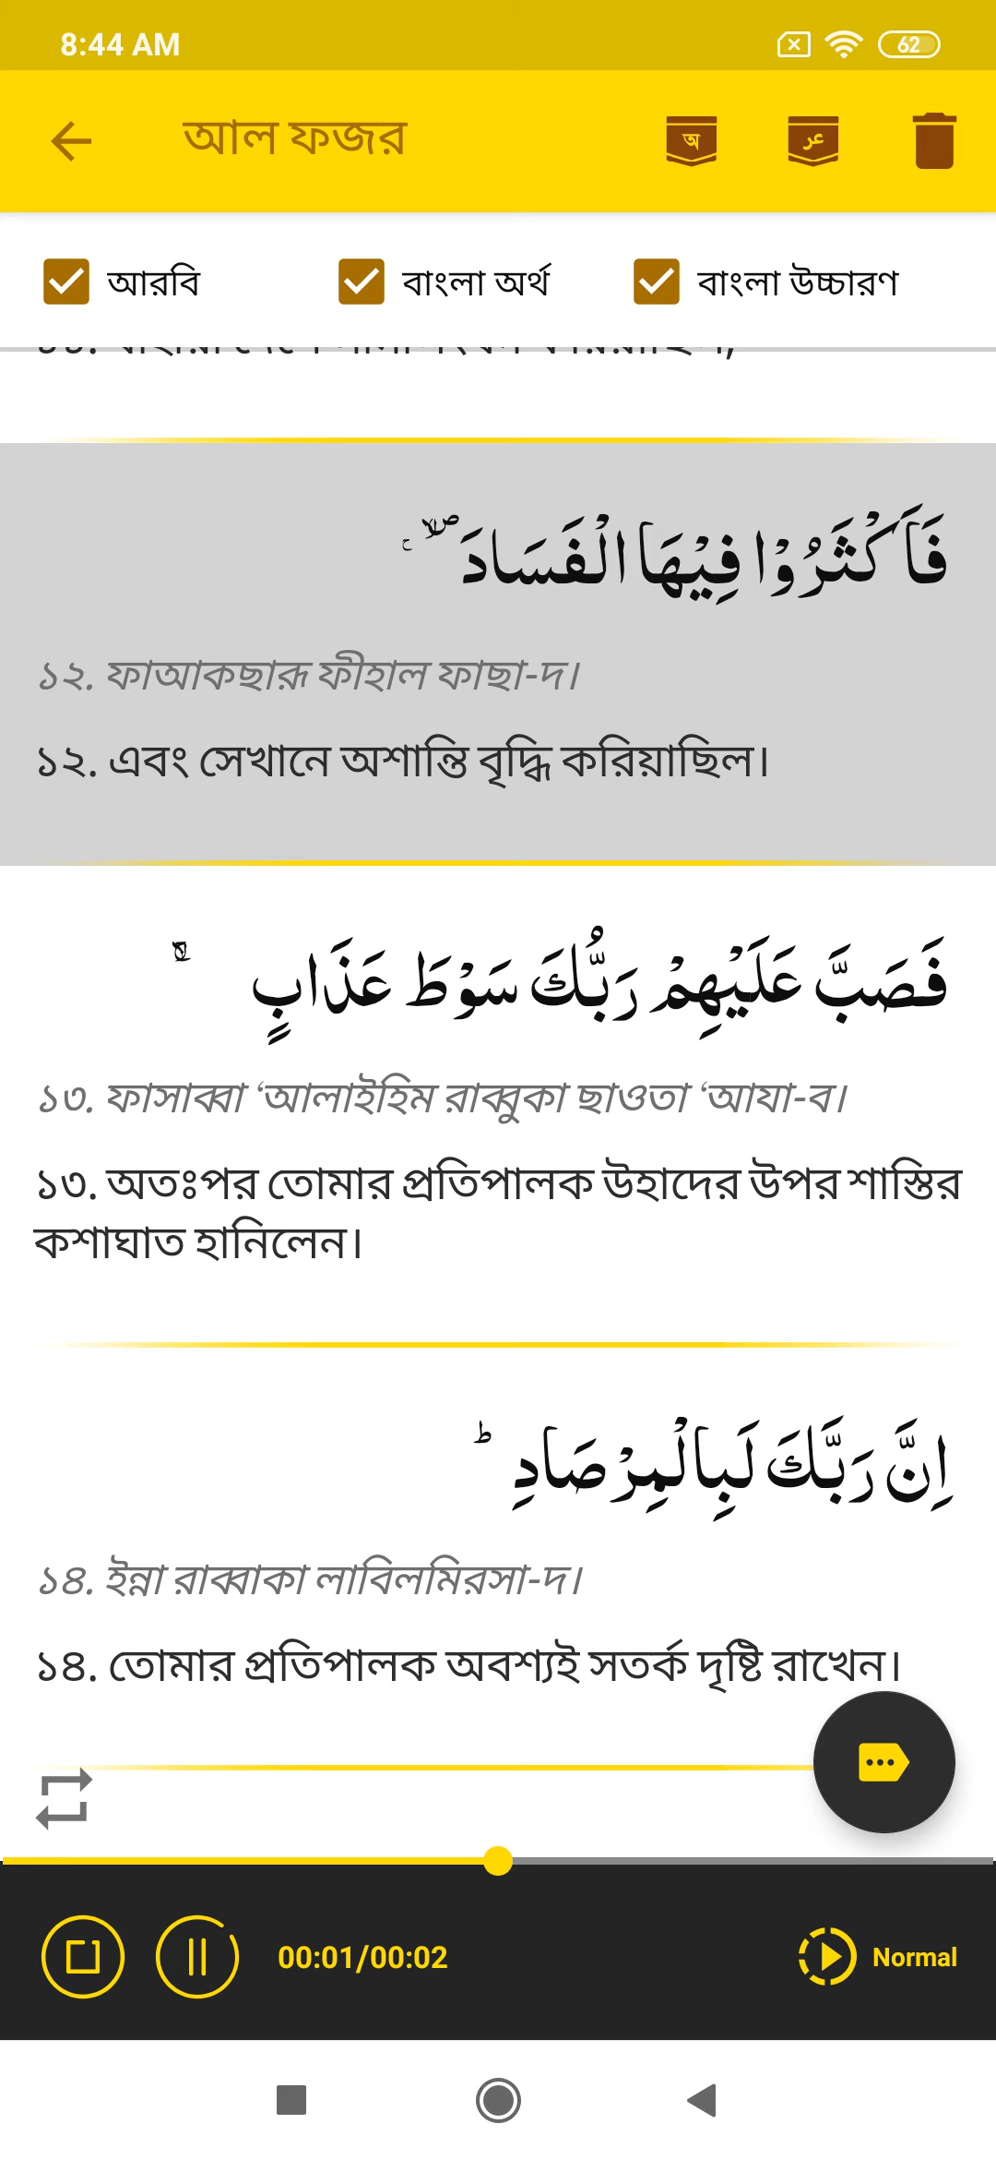 8:44 AM
62
আল ফজর
অ
عر
আরবি
বাংলা অর্থ
বাংলা উচ্চারণ
فَاَكْثَرُوْا فِيْهَا الْفَسَادَ
১২. ফাআকছারূ ফীহাল ফাছা-দ।
১২. এবং সেখানে অশান্তি বৃদ্ধি করিয়াছিল।
فَصَبَّ عَلَيْهِمْ رَبُّكَ سَوْطَ عَذَابٍ
১৩. ফাসাব্বা ‘আলাইহিম রাব্বুকা ছাওতা ‘আযা-ব।
১৩. অতঃপর তোমার প্রতিপালক উহাদের উপর শাস্তির
কশাঘাত হানিলেন।
اِنَّ رَبَّكَ لَبِالْمِرْصَادِ ؕ
১৪. ইন্না রাব্বাকা লাবিলমিরসা-দ।
১৪. তোমার প্রতিপালক অবশ্যই সতর্ক দৃষ্টি রাখেন।
00:01/00:02
Normal